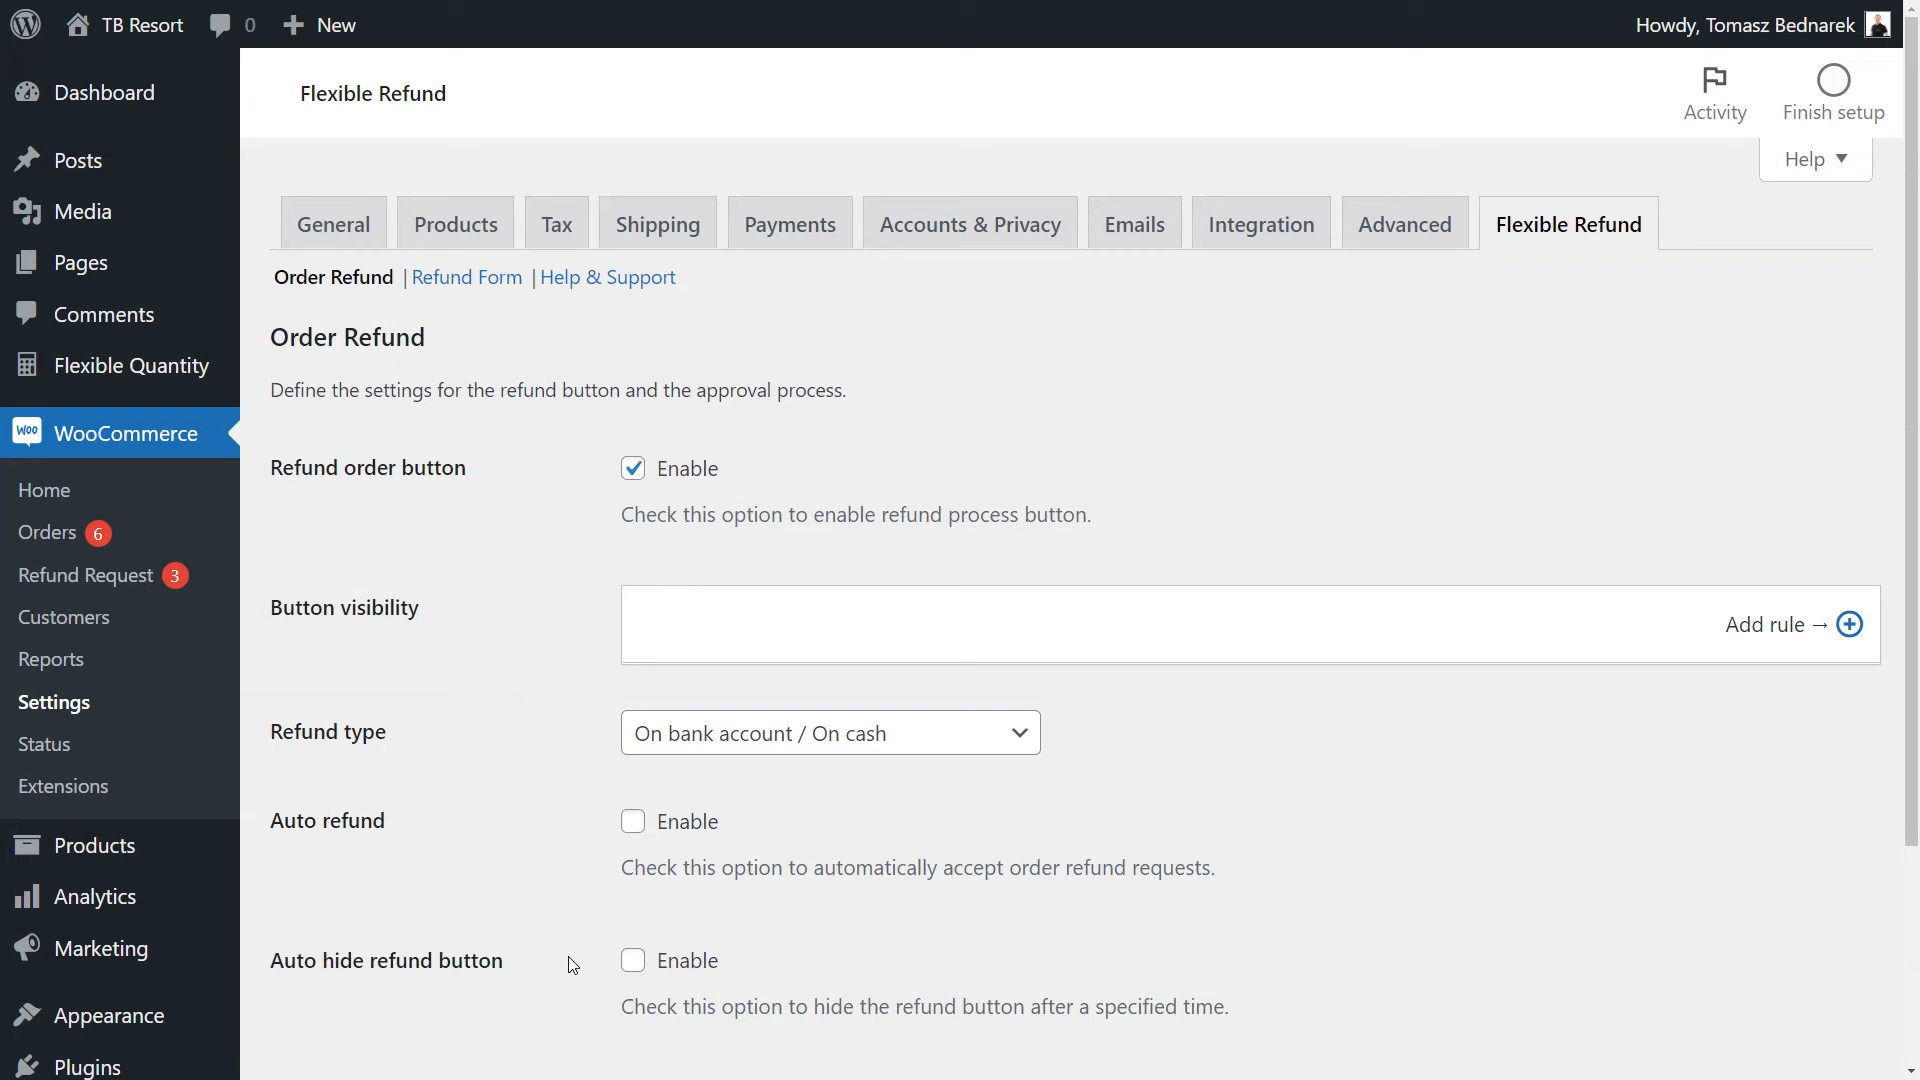 TB Resort 0 New Howdy, Tomasz Bednarek
Dashboard
Posts
Media
Pages
Comments
Flexible Quantity
WOO WooCommerce
Home
Orders 6
Refund Request 3
Customers
Reports
Settings
Status
Extensions
Products
Analytics
Marketing
Appearance
Plugins
Flexible Refund
Activity
Finish setup
Help
General Products Tax Shipping Payments Accounts & Privacy Emails Integration Advanced Flexible Refund
Order Refund | Refund Form | Help & Support
Order Refund
Define the settings for the refund button and the approval process.
Refund order button Enable
Check this option to enable refund process button.
Button visibility
Add rule →
Refund type On bank account / On cash
Auto refund Enable
Check this option to automatically accept order refund requests.
Auto hide refund button Enable
Check this option to hide the refund button after a specified time.